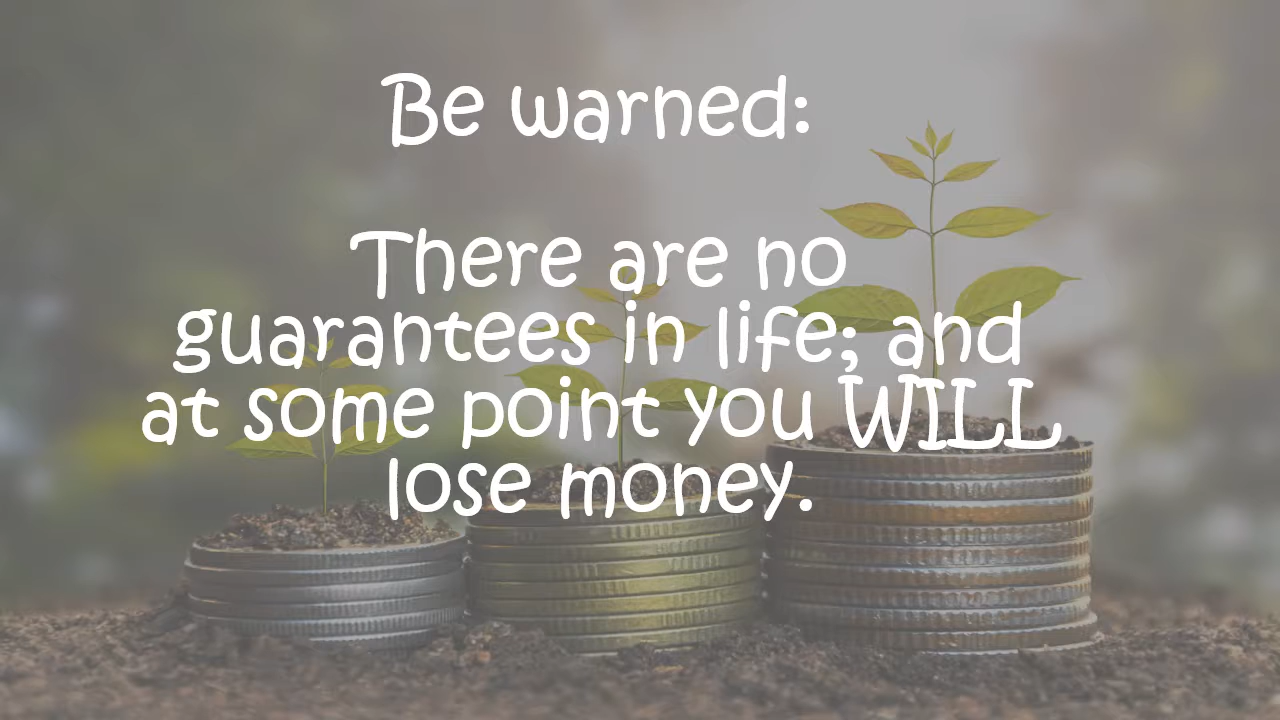 Be warned:
There are no
guarantees in life; and
at some point you WILL
lose money.